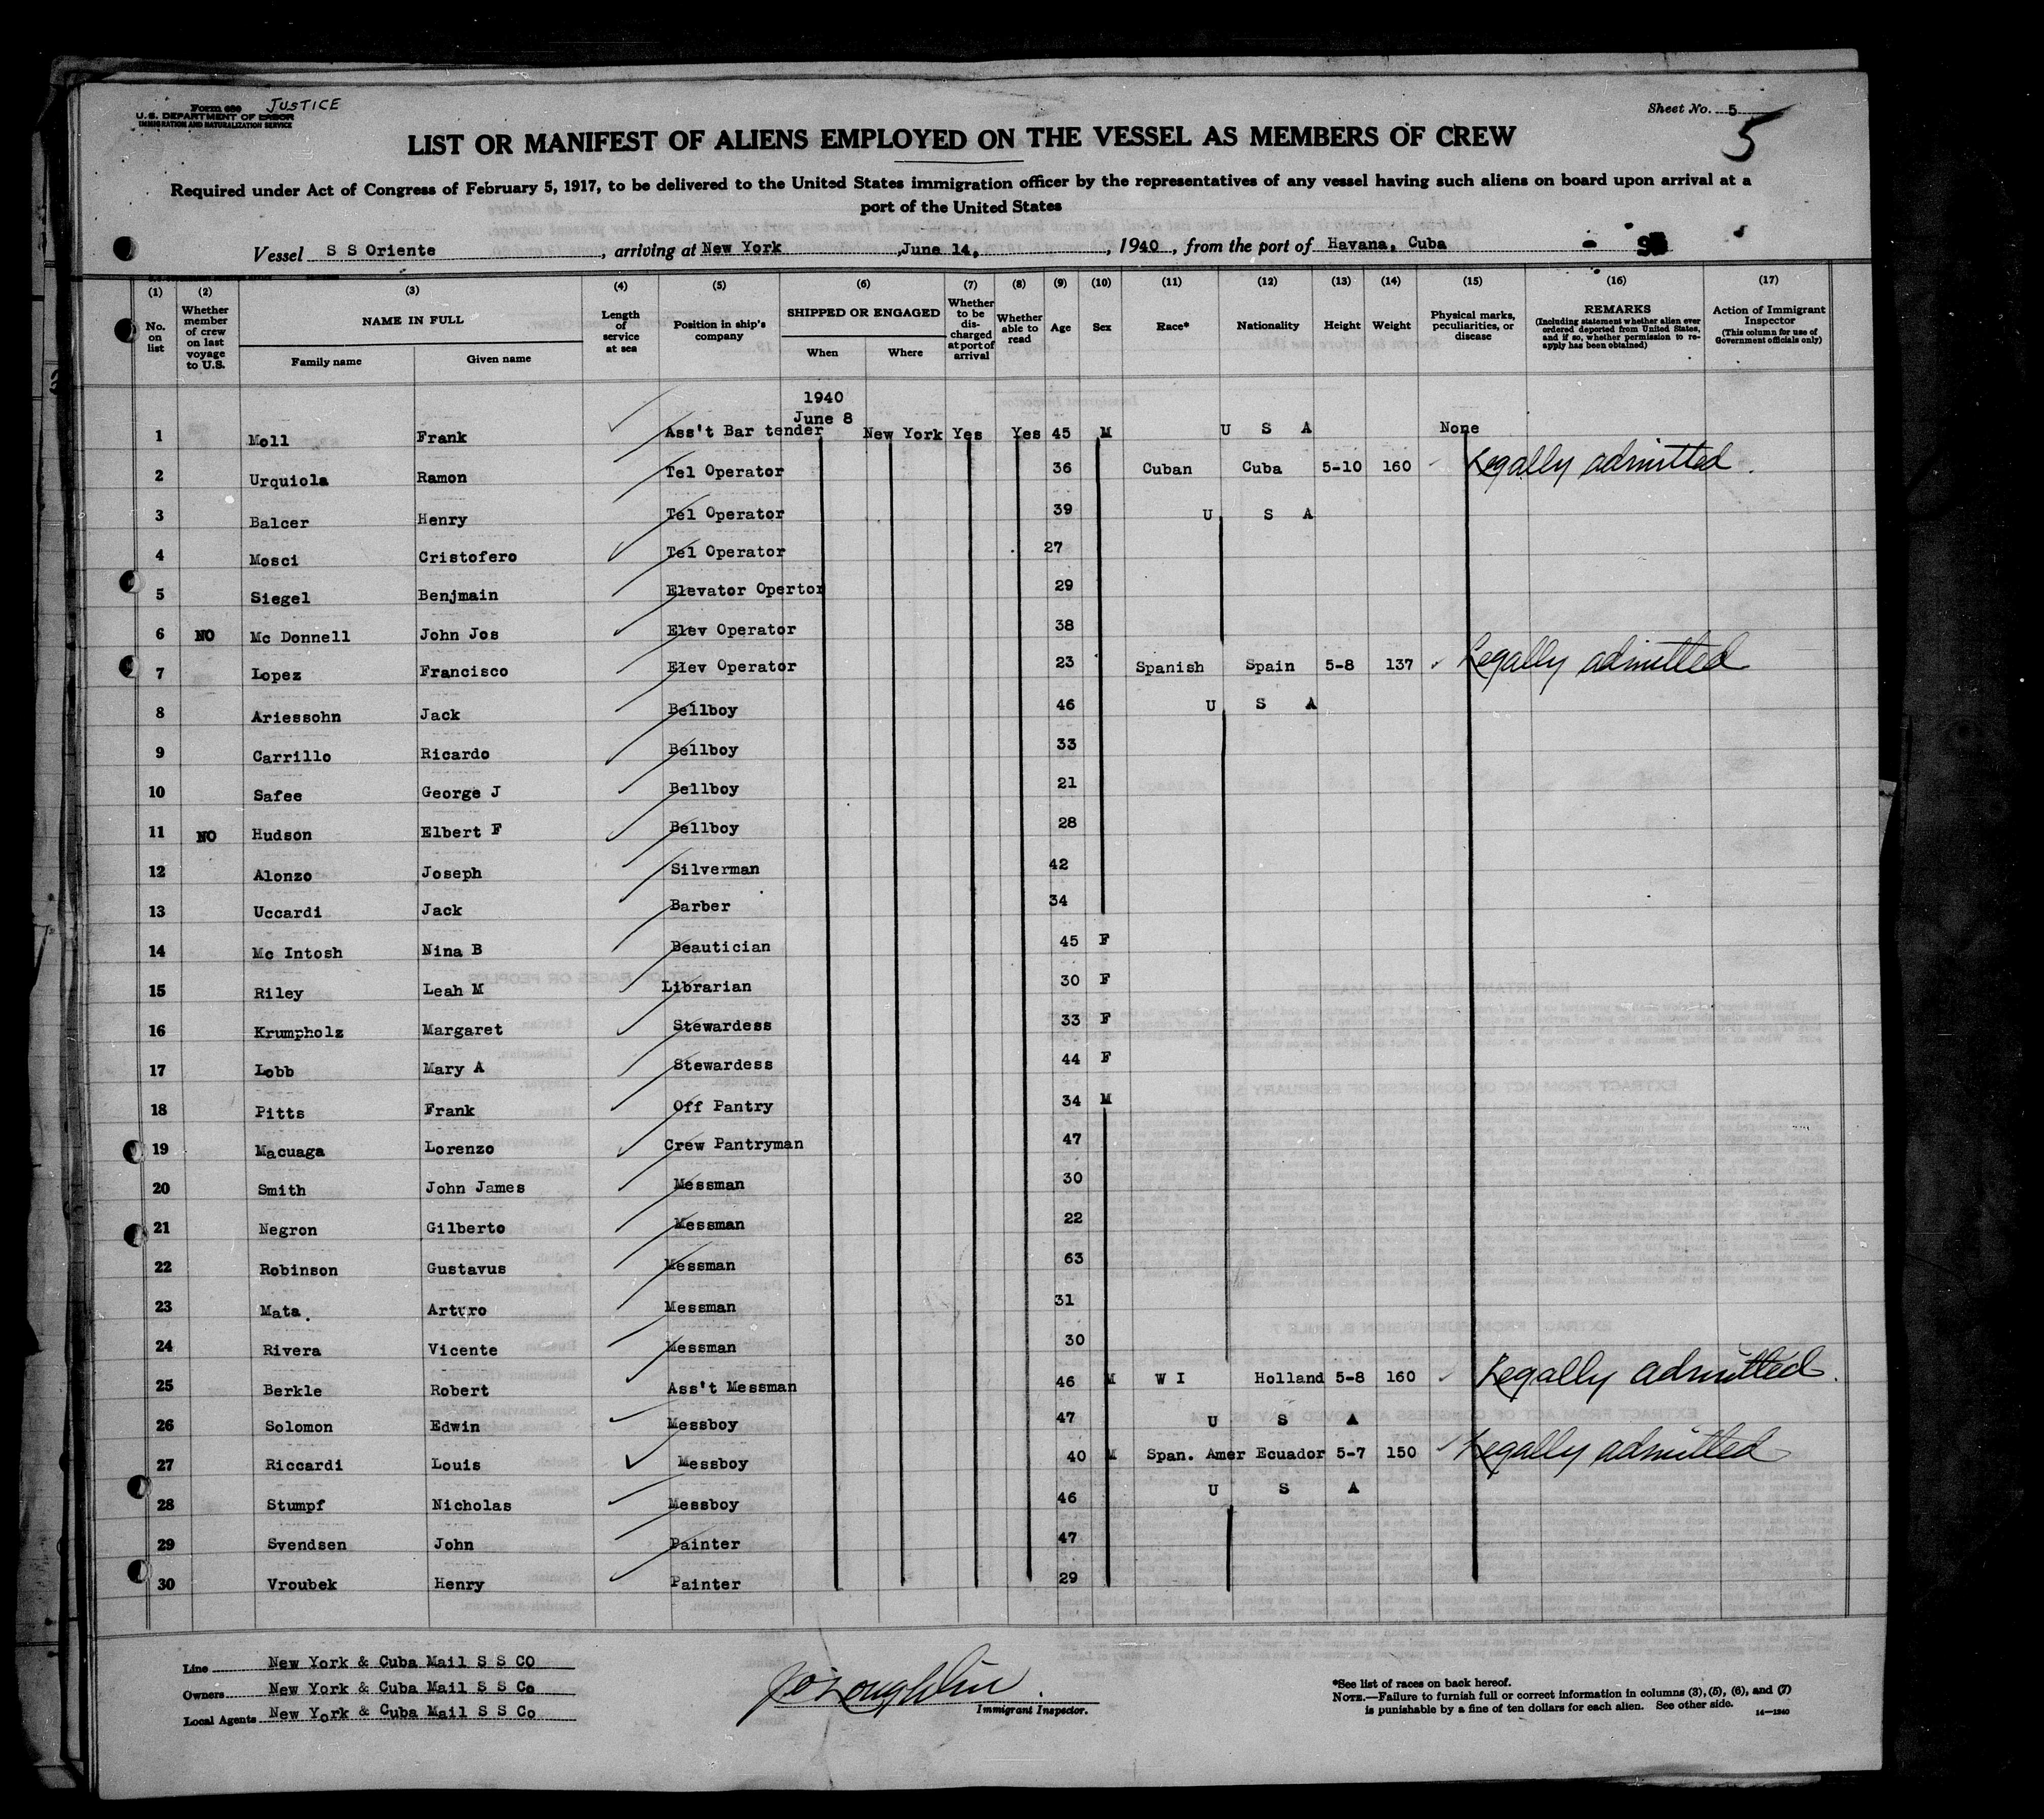 Form 680 JUSTICE
U.S. DEPARTMENT OF LABOR
IMMIGRATION AND NATURALIZATION SERVICE
Sheet No. 5
5
LIST OR MANIFEST OF ALIENS EMPLOYED ON THE VESSEL AS MEMBERS OF CREW
Required under Act of Congress of February 5, 1917, to be delivered to the United States immigration officer by the representatives of any vessel having such aliens on board upon arrival at a
port of the United States
Vessel S S Oriente, arriving at New York, June 14, 1940, from the port of Havana, Cuba
(1) (2) (3) (4) (5) (6) (7) (8) (9) (10) (11) (12) (13) (14) (15) (16) (17)
No. on list
Whether member of crew on last voyage to U.S.
NAME IN FULL
Family name Given name
Length of service at sea
Position in ship's company
SHIPPED OR ENGAGED
When Where
Whether to be discharged at port of arrival
Whether able to read
Age
Sex
Race*
Nationality
Height
Weight
Physical marks, peculiarities, or disease
REMARKS
(Including statement whether alien ever ordered deported from United States, and if so, whether permission to reapply has been obtained)
Action of Immigrant Inspector
(This column for use of Government officials only)
1940
June 8
1 Moll Frank Ass't Bar tender New York Yes Yes 45 M U S A None
2 Urquiola Ramon Tel Operator 36 Cuban Cuba 5-10 160 Legally admitted.
3 Balcer Henry Tel Operator 39 U S A
4 Mosci Cristofero Tel Operator 27
5 Siegel Benjmain Elevator Opertor 29
6 NO Mc Donnell John Jos Elev Operator 38
7 Lopez Francisco Elev Operator 23 Spanish Spain 5-8 137 Legally admitted
8 Ariessohn Jack Bellboy 46 U S A
9 Carrillo Ricardo Bellboy 33
10 Safee George J Bellboy 21
11 NO Hudson Elbert F Bellboy 28
12 Alonzo Joseph Silverman 42
13 Uccardi Jack Barber 34
14 Mc Intosh Nina B Beautician 45 F
15 Riley Leah M Librarian 30 F
16 Krumpholz Margaret Stewardess 33 F
17 Lobb Mary A Stewardess 44 F
18 Pitts Frank Off Pantry 34 M
19 Macuaga Lorenzo Crew Pantryman 47
20 Smith John James Messman 30
21 Negron Gilberto Messman 22
22 Robinson Gustavus Messman 63
23 Mata Arturo Messman 31
24 Rivera Vicente Messman 30
25 Berkle Robert Ass't Messman 46 M W I Holland 5-8 160 Legally admitted.
26 Solomon Edwin Messboy 47 U S A
27 Riccardi Louis Messboy 40 M Span. Amer Ecuador 5-7 150 Legally admitted
28 Stumpf Nicholas Messboy 46 U S A
29 Svendsen John Painter 47
30 Vroubek Henry Painter 29
Line New York & Cuba Mail S S CO
Owners New York & Cuba Mail S S Co
Local Agents New York & Cuba Mail S S Co
Immigrant Inspector.
*See list of races on back hereof.
NOTE.—Failure to furnish full or correct information in columns (3), (5), (6), and (7)
is punishable by a fine of ten dollars for each alien. See other side.
14—1240